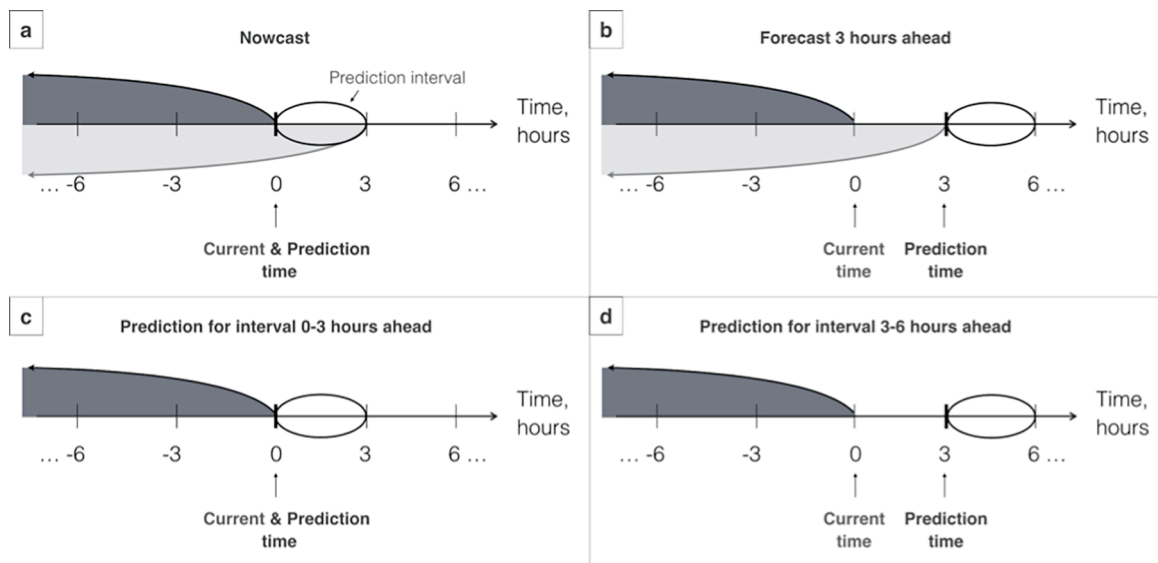 a
Nowcast
Prediction interval
Time,
hours
... -6 -3 0 3 6 ...
Current & Prediction
time
b
Forecast 3 hours ahead
Time,
hours
... -6 -3 0 3 6 ...
Current Prediction
time time
c
Prediction for interval 0-3 hours ahead
Time,
hours
... -6 -3 0 3 6 ...
Current & Prediction
time
d
Prediction for interval 3-6 hours ahead
Time,
hours
... -6 -3 0 3 6 ...
Current Prediction
time time